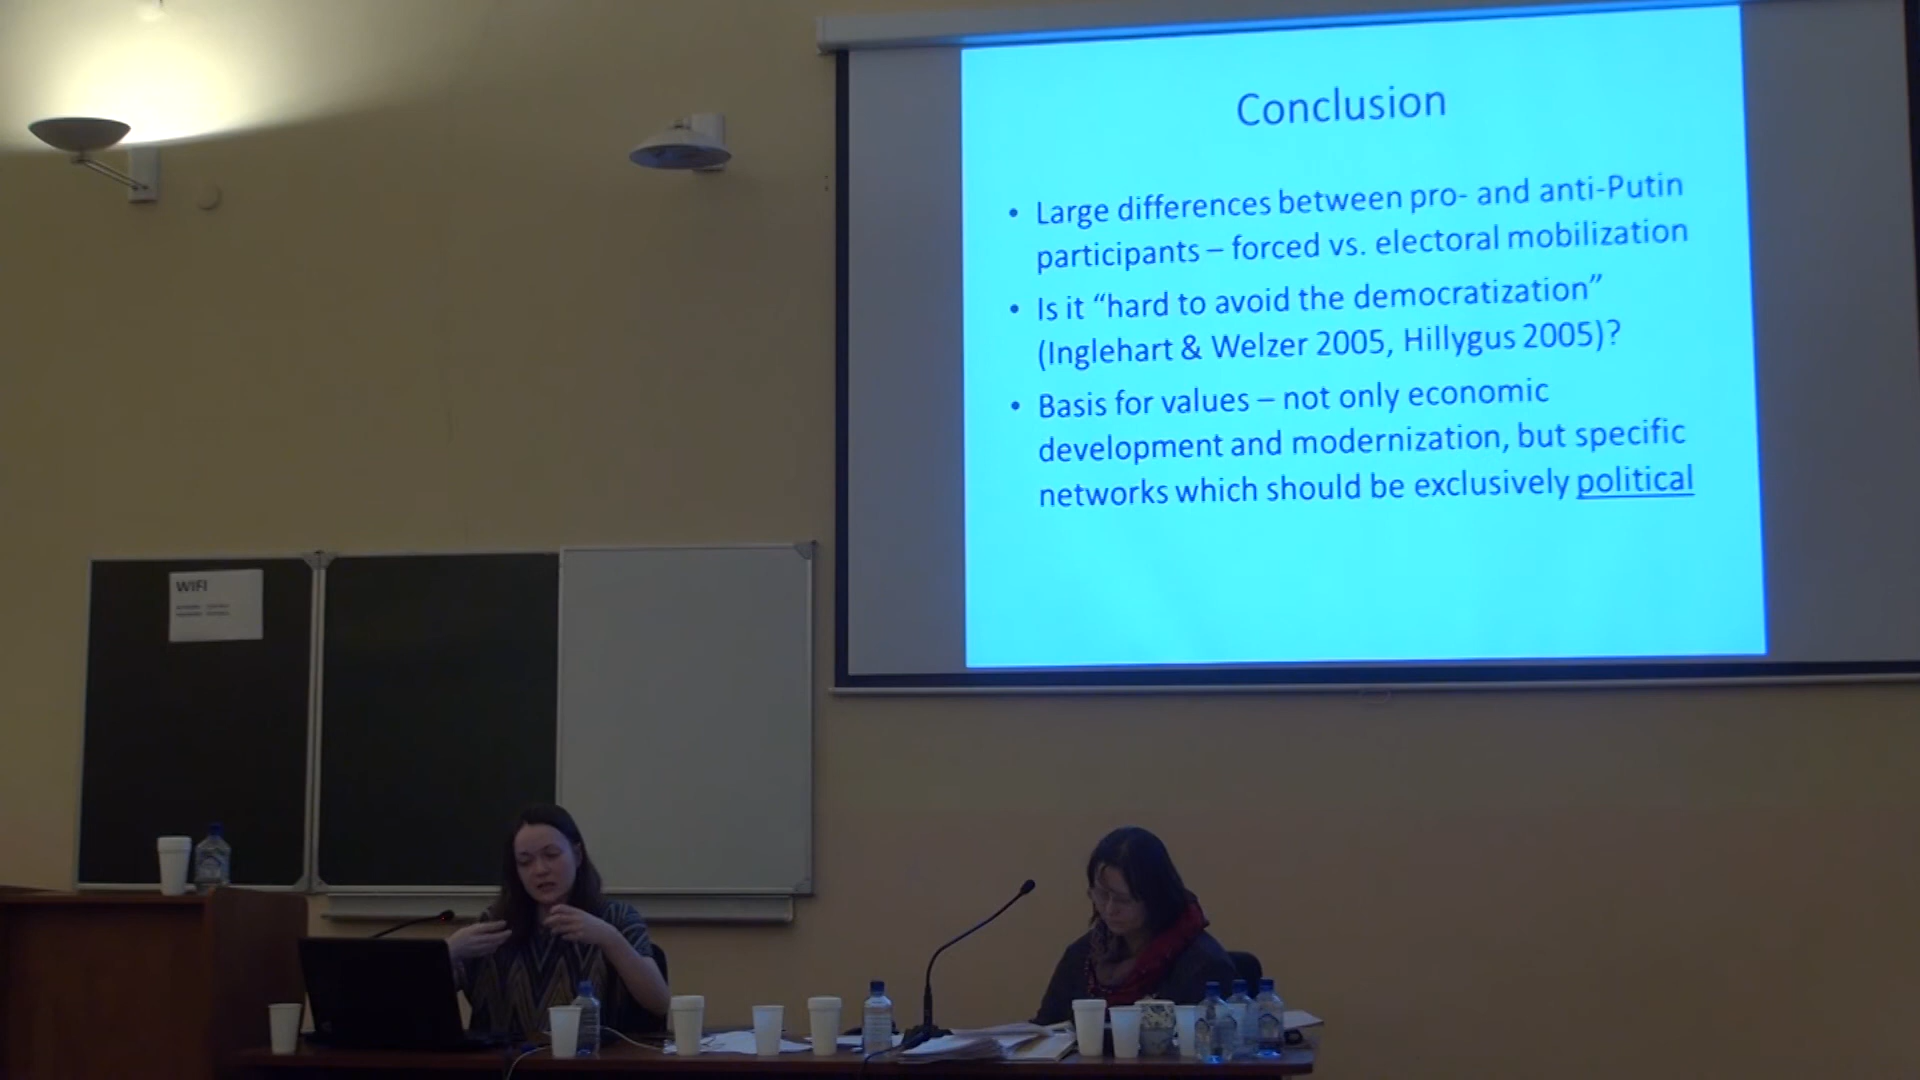 Conclusion
• Large differences between pro- and anti-Putin
participants – forced vs. electoral mobilization
• Is it “hard to avoid the democratization”
(Inglehart & Welzer 2005, Hillygus 2005)?
• Basis for values – not only economic
development and modernization, but specific
networks which should be exclusively political
WIFI